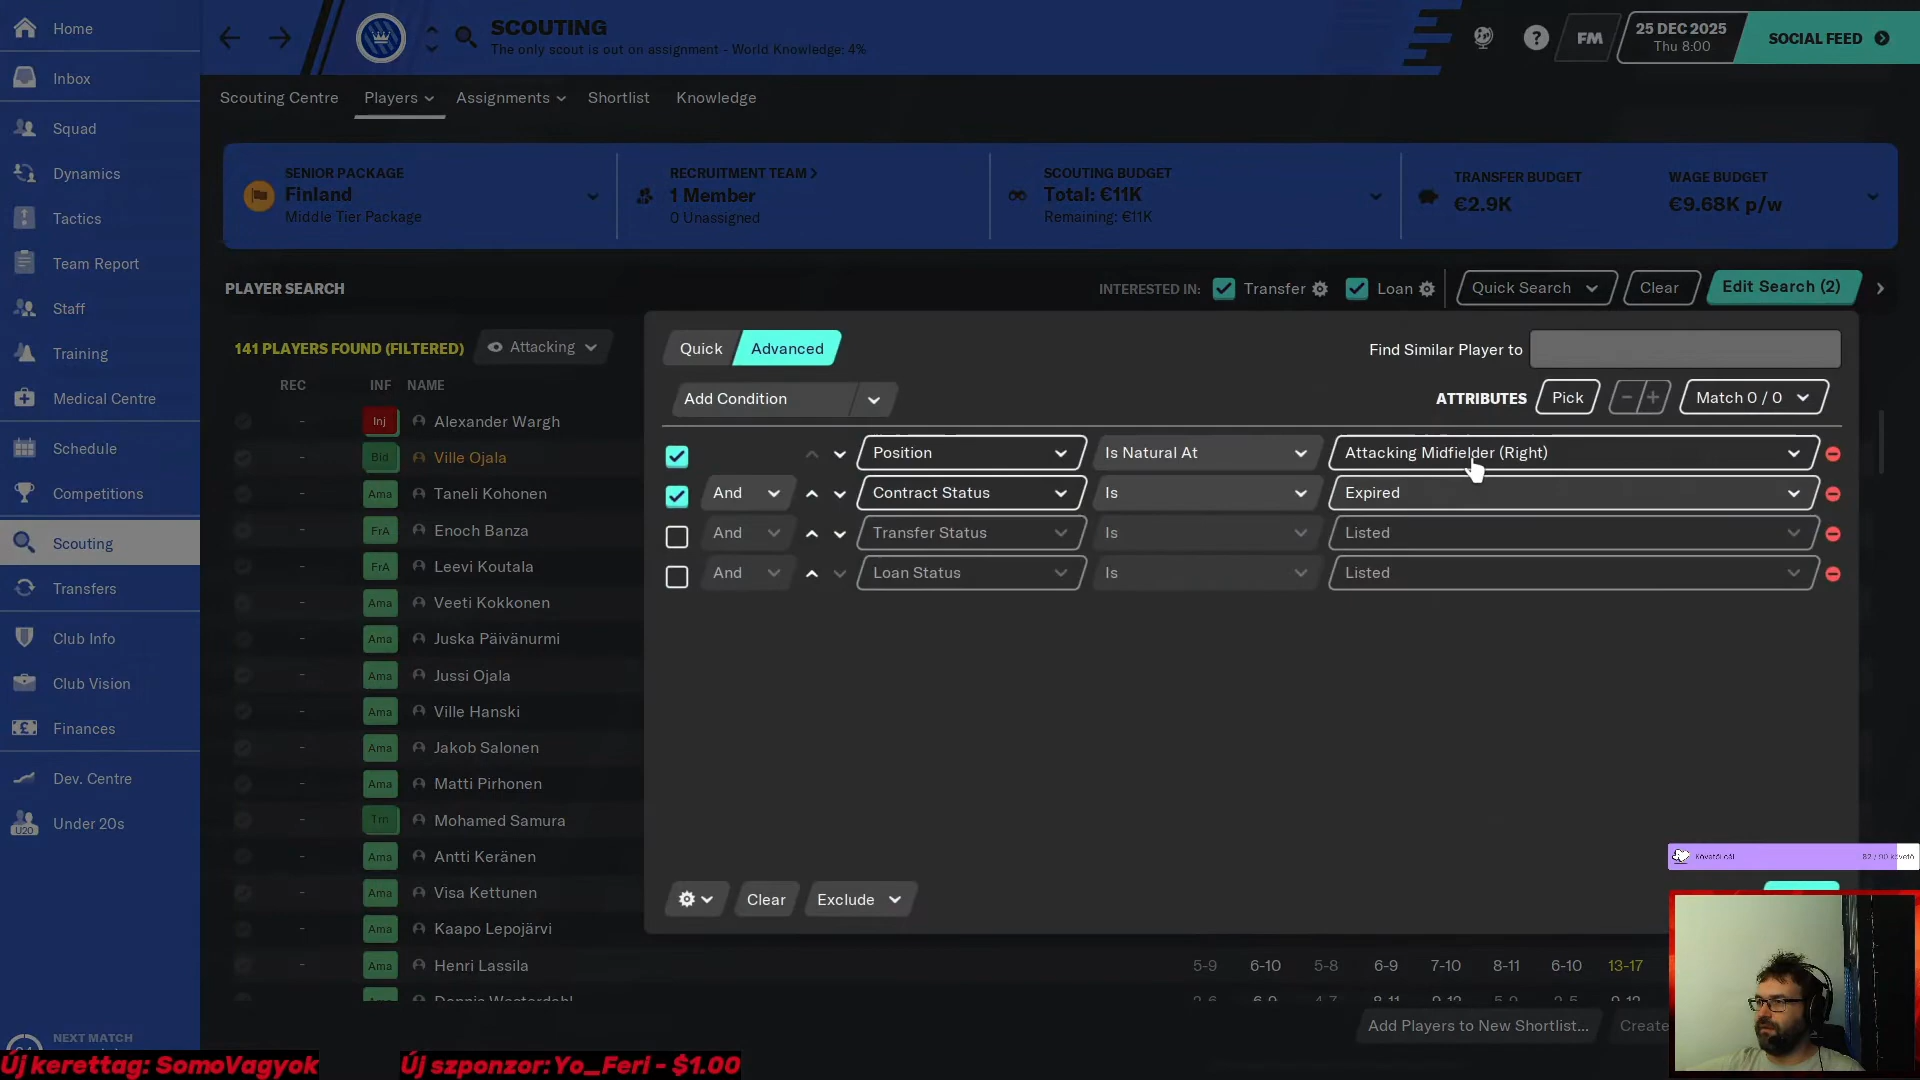 Home
Inbox
Squad
Dynamics
Tactics
Team Report
Staff
Training
Medical Centre
Schedule
Competitions
Scouting
Transfers
Club Info
Club Vision
Finances
Dev. Centre
U20
Under 20s
NEXT MATCH
SCOUTING
The only scout is out on assignment - World Knowledge: 4%
?
FM
25 DEC 2025
Thu 8:00
SOCIAL FEED
Scouting Centre
Players
Assignments
Shortlist
Knowledge
SENIOR PACKAGE
Finland
Middle Tier Package
RECRUITMENT TEAM >
1 Member
0 Unassigned
SCOUTING BUDGET
Total: €11K
Remaining: €11K
TRANSFER BUDGET
€2.9K
WAGE BUDGET
€9.68K p/w
PLAYER SEARCH
INTERESTED IN:
Transfer
Loan
Quick Search
Clear
Edit Search (2)
141 PLAYERS FOUND (FILTERED)
Attacking
REC INF NAME
- Inj Alexander Wargh
- Bid Ville Ojala
- Ama Taneli Kohonen
- FrA Enoch Banza
- FrA Leevi Koutala
- Ama Veeti Kokkonen
- Ama Juska Päivänurmi
- Ama Jussi Ojala
- Ama Ville Hanski
- Ama Jakob Salonen
- Ama Matti Pirhonen
- Trn Mohamed Samura
- Ama Antti Keränen
- Ama Visa Kettunen
- Ama Kaapo Lepojärvi
- Ama Henri Lassila 5-9 6-10 5-8 6-9 7-10 8-11 6-10 13-17
Quick
Advanced
Find Similar Player to
Add Condition
ATTRIBUTES
Pick
- / +
Match 0 / 0
Position Is Natural At Attacking Midfielder (Right)
And Contract Status Is Expired
And Transfer Status Is Listed
And Loan Status Is Listed
Clear
Exclude
Add Players to New Shortlist...
Create
Követői cél
82 / 90 követő
Új kerettag: SomoVagyok
Új szponzor: Yo_Feri - $1.00